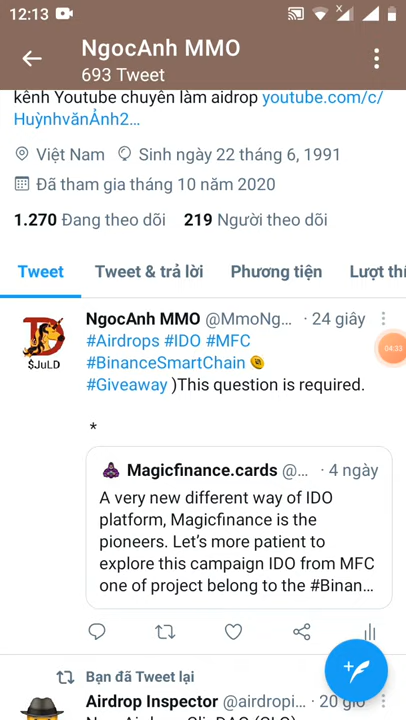 12:13
NgocAnh MMO
693 Tweet
kênh Youtube chuyên làm aidrop youtube.com/c/
HuỳnhvănẢnh2…
Việt Nam Sinh ngày 22 tháng 6, 1991
Đã tham gia tháng 10 năm 2020
1.270 Đang theo dõi 219 Người theo dõi
Tweet Tweet & trả lời Phương tiện Lượt thí
NgocAnh MMO @MmoNg… · 24 giây
#Airdrops #IDO #MFC
#BinanceSmartChain
#Giveaway )This question is required.
*
$JuLD
04:33
Magicfinance.cards @… · 4 ngày
A very new different way of IDO
platform, Magicfinance is the
pioneers. Let’s more patient to
explore this campaign IDO from MFC
one of project belong to the #Binan…
Bạn đã Tweet lại
Airdrop Inspector @airdropi… · 20 giờ